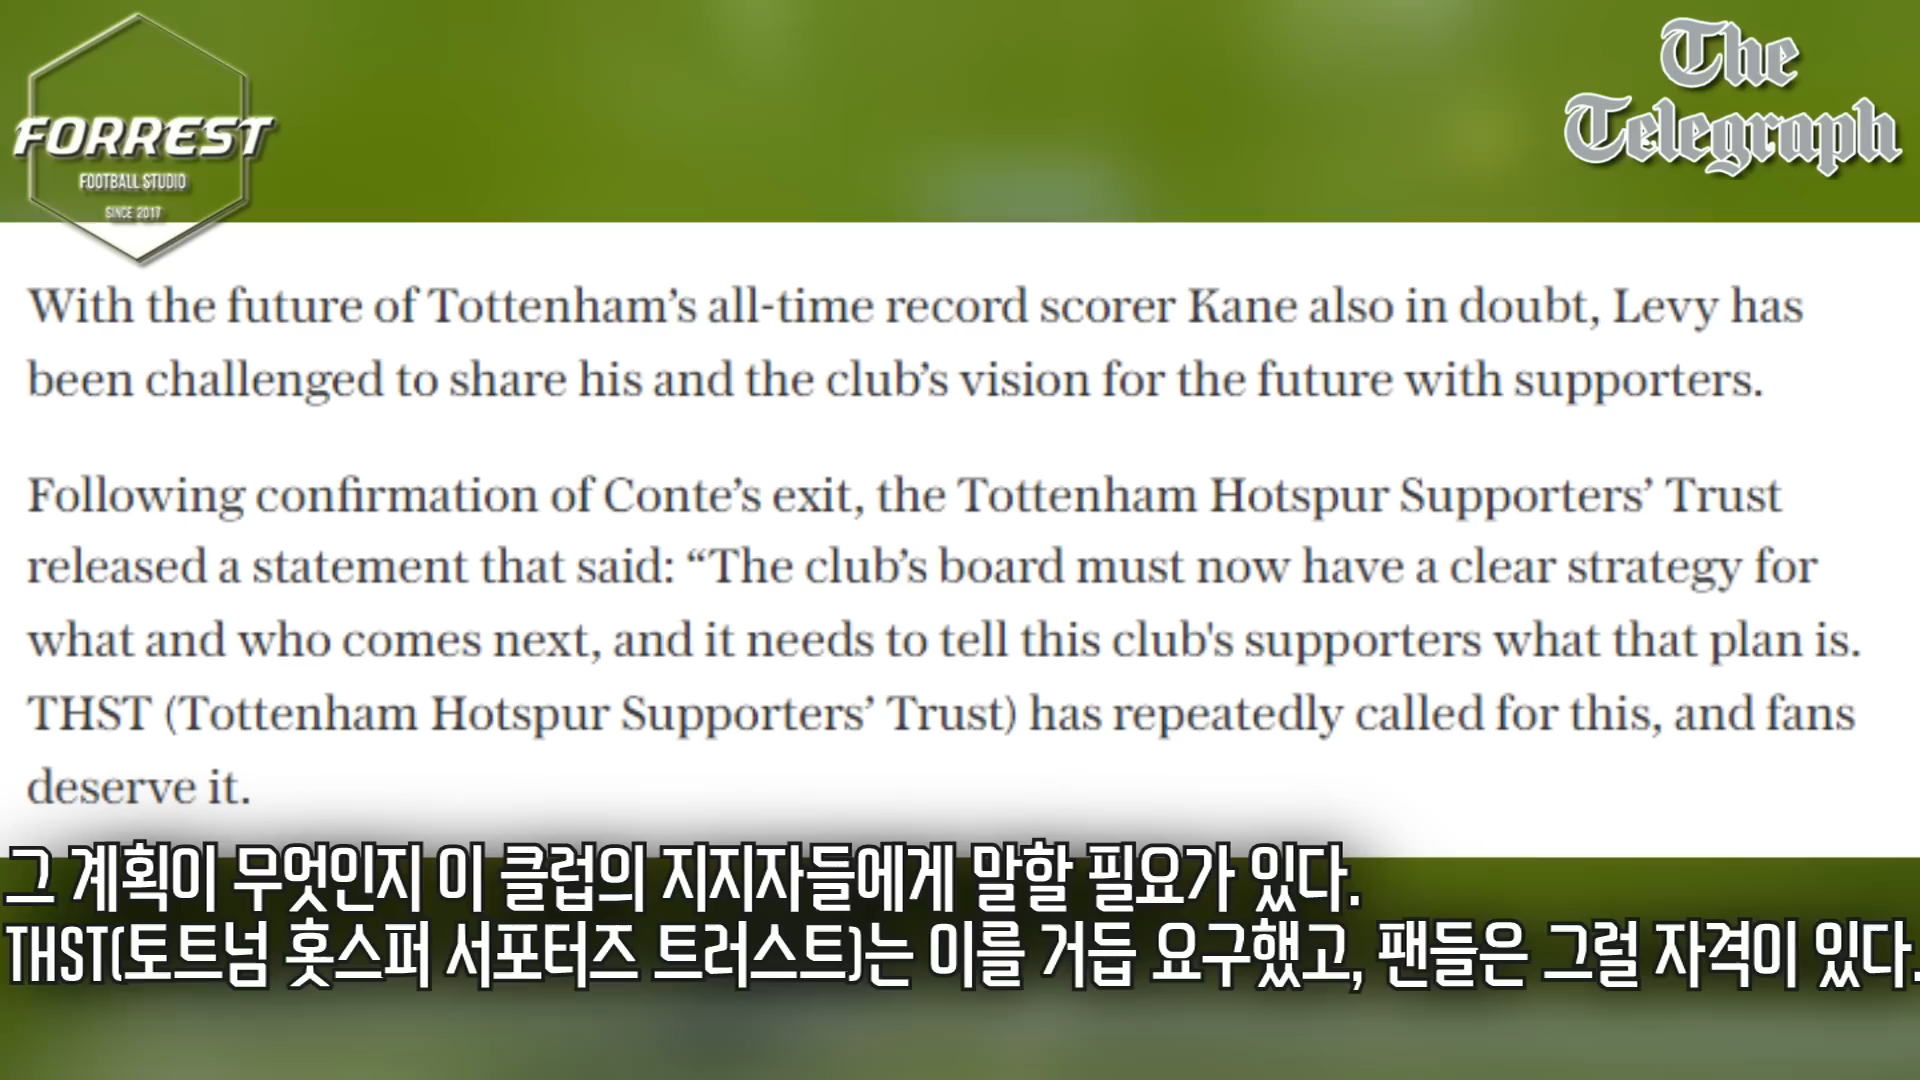 FORREST
FOOTBALL STUDIO
SINCE 2017
The
Telegraph
With the future of Tottenham’s all-time record scorer Kane also in doubt, Levy has
been challenged to share his and the club’s vision for the future with supporters.
Following confirmation of Conte’s exit, the Tottenham Hotspur Supporters’ Trust
released a statement that said: “The club’s board must now have a clear strategy for
what and who comes next, and it needs to tell this club's supporters what that plan is.
THST (Tottenham Hotspur Supporters’ Trust) has repeatedly called for this, and fans
deserve it.
그 계획이 무엇인지 이 클럽의 지지자들에게 말할 필요가 있다.
THST(토트넘 홋스퍼 서포터즈 트러스트)는 이를 거듭 요구했고, 팬들은 그럴 자격이 있다.